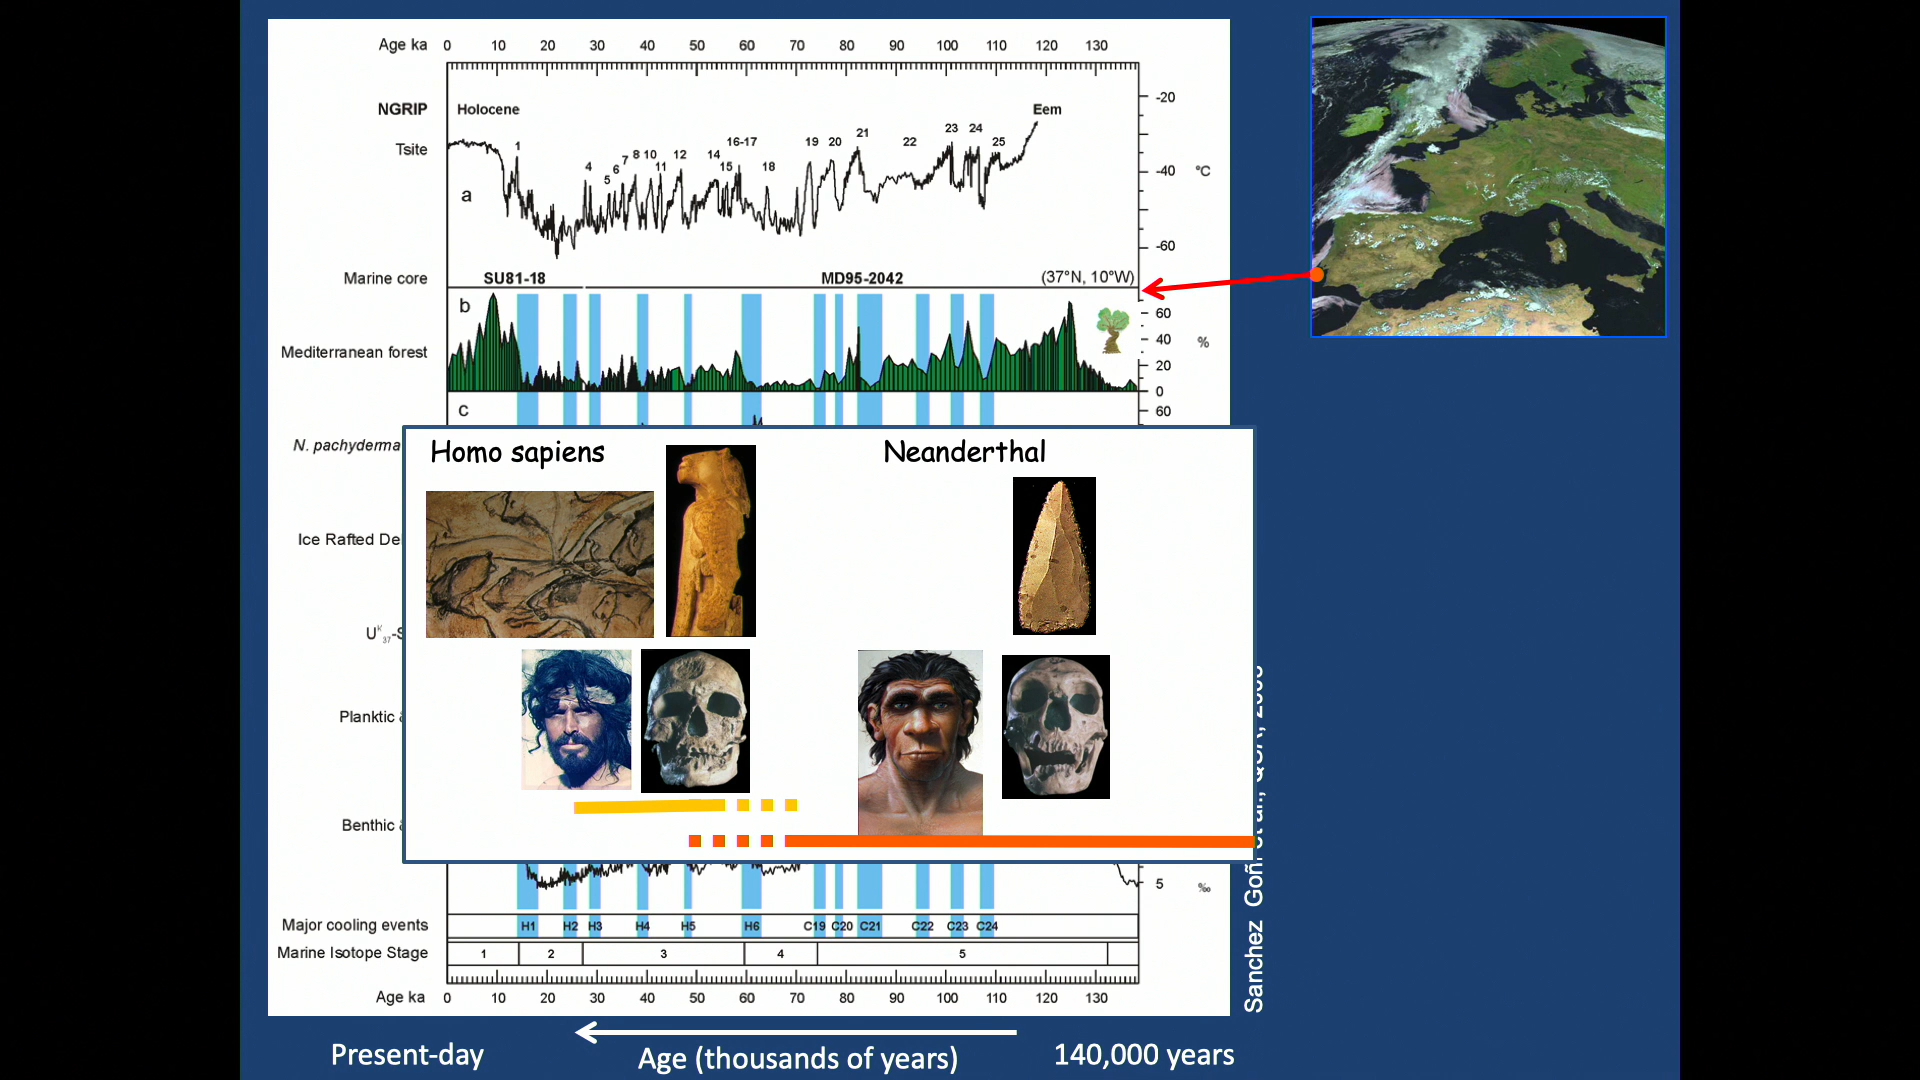 Age ka 0 10 20 30 40 50 60 70 80 90 100 110 120 130
NGRIP Holocene Eem
-20
Tsite
1 4 5 6 7 8 10 11 12 14 15 16-17 18 19 20 21 22 23 24 25
-40 °C
a
-60
Marine core SU81-18 MD95-2042 (37°N, 10°W)
b
60
Mediterranean forest 40 %
20
0
c 60
N. pachyderma
Homo sapiens Neanderthal
Ice Rafted De
U K 37 -S
Planktic
Benthic
5 ‰
Major cooling events H1 H2 H3 H4 H5 H6 C19 C20 C21 C22 C23 C24
Marine Isotope Stage 1 2 3 4 5
Age ka 0 10 20 30 40 50 60 70 80 90 100 110 120 130
Sanchez Goñi et al., QSR,
Present-day Age (thousands of years) 140,000 years